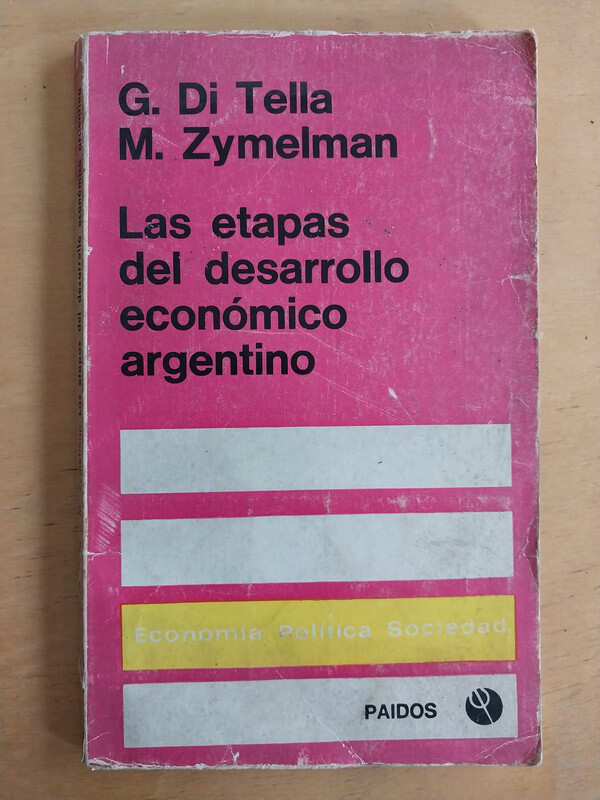 G. Di Tella
M. Zymelman
Las etapas
del desarrollo
económico
argentino
Economía Política Sociedad
PAIDOS